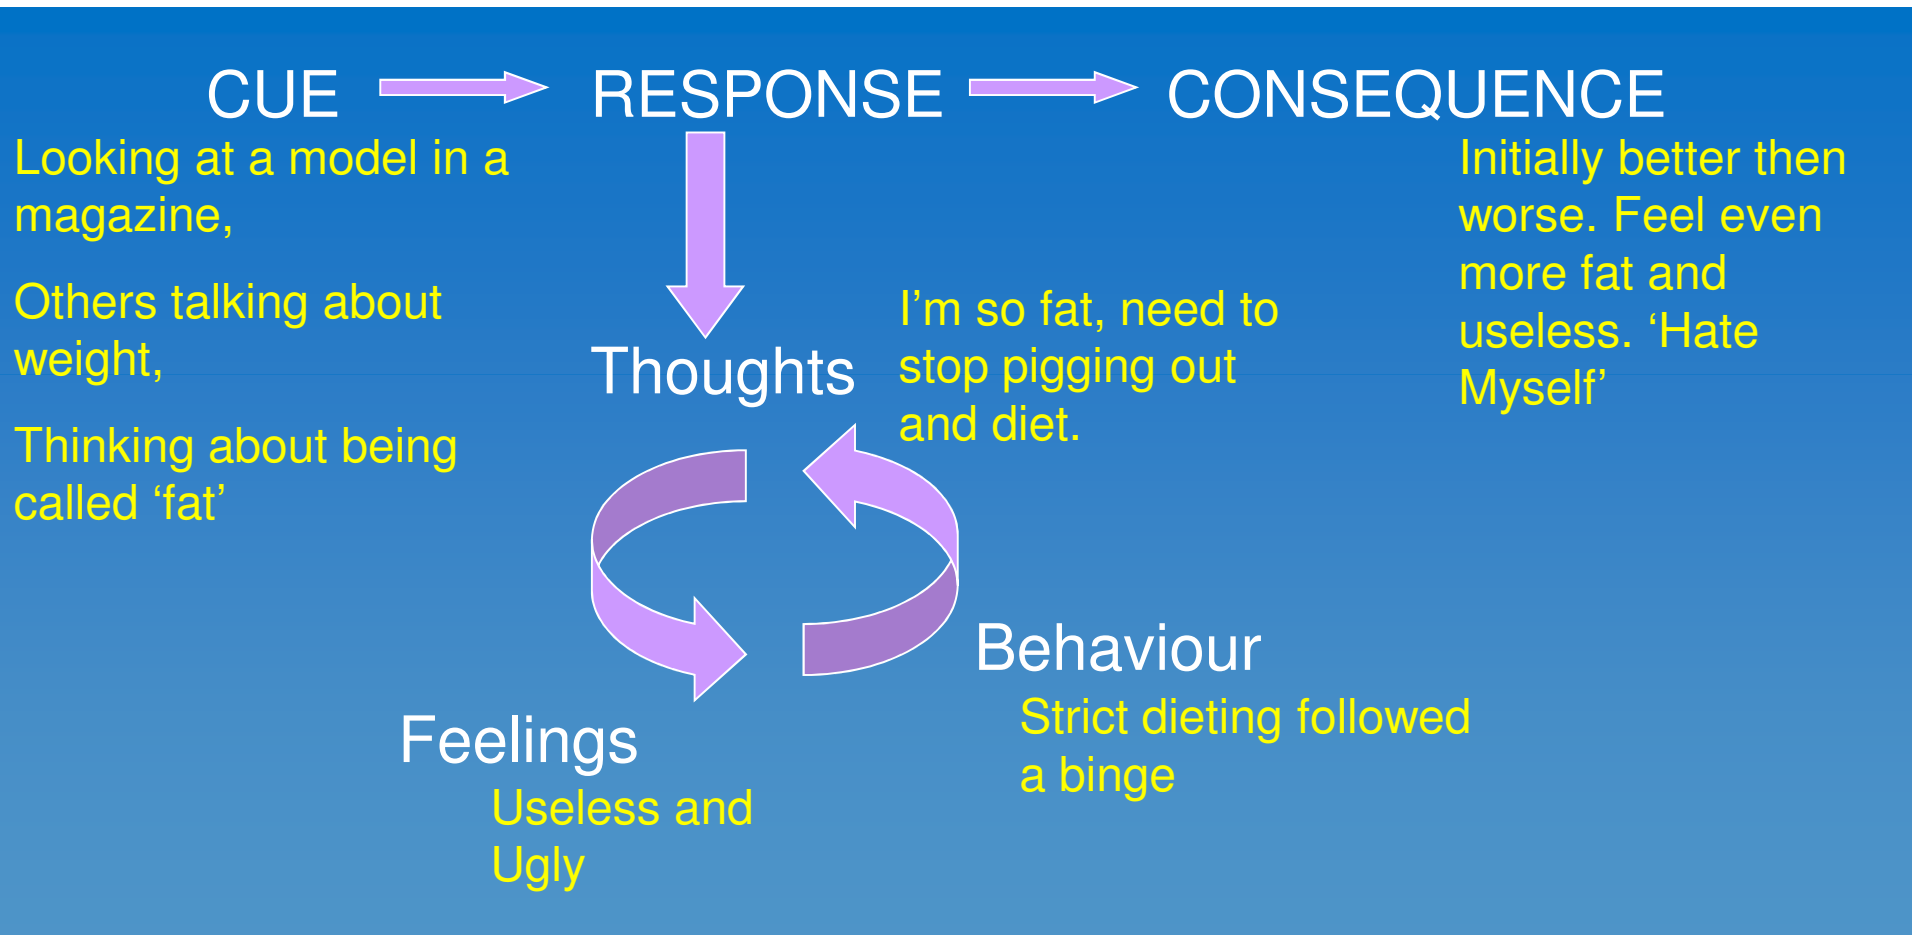 CUE
RESPONSE
CONSEQUENCE
Looking at a model in a
magazine,
Others talking about
weight,
Thinking about being
called ‘fat’
Initially better then
worse. Feel even
more fat and
useless. ‘Hate
Myself’
Thoughts
I’m so fat, need to
stop pigging out
and diet.
Behaviour
Strict dieting followed
a binge
Feelings
Useless and
Ugly